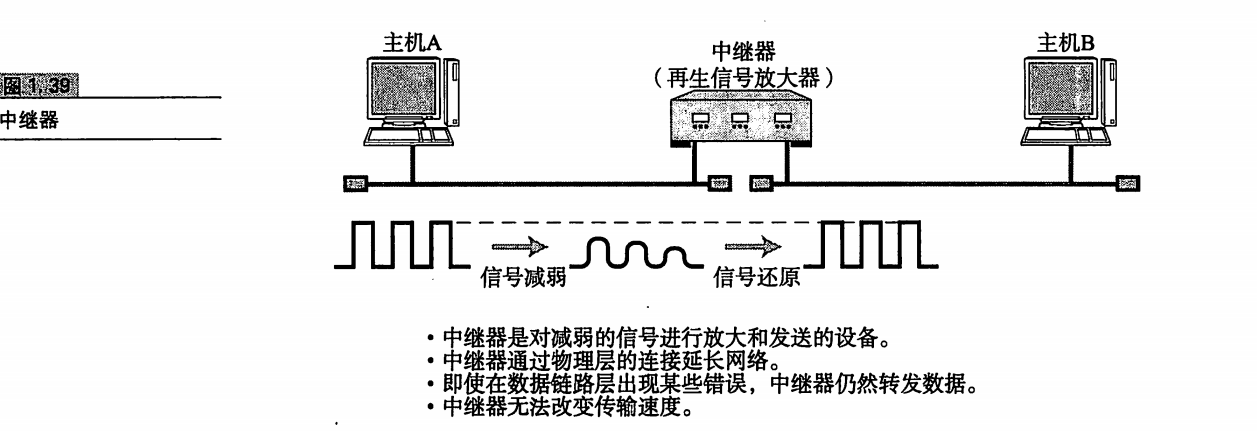 图 1.39
中继器
主机A
中继器
（再生信号放大器）
主机B
信号减弱
信号还原
・中继器是对减弱的信号进行放大和发送的设备。
・中继器通过物理层的连接延长网络。
・即使在数据链路层出现某些错误，中继器仍然转发数据。
・中继器无法改变传输速度。